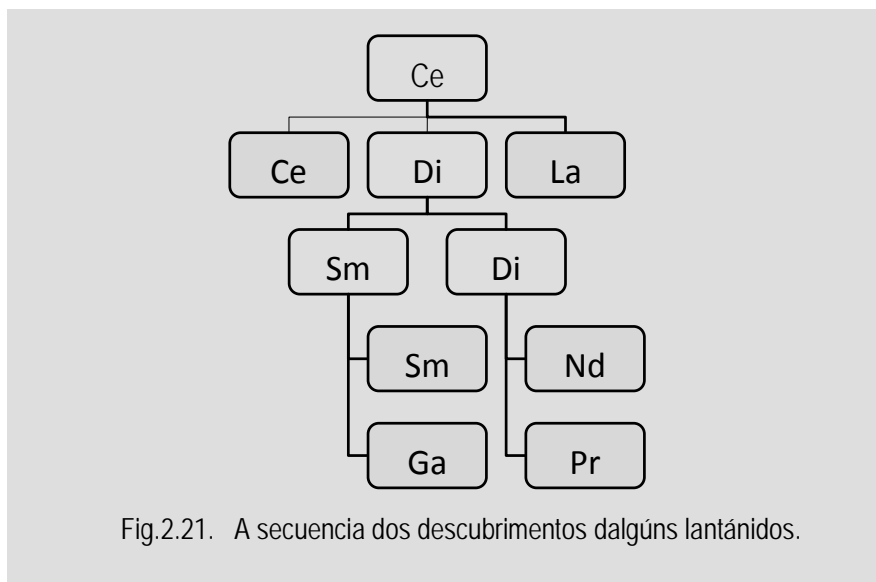 Ce
Ce Di La
Sm Di
Sm Nd
Ga Pr
Fig.2.21. A secuencia dos descubrimentos dalgúns lantánidos.